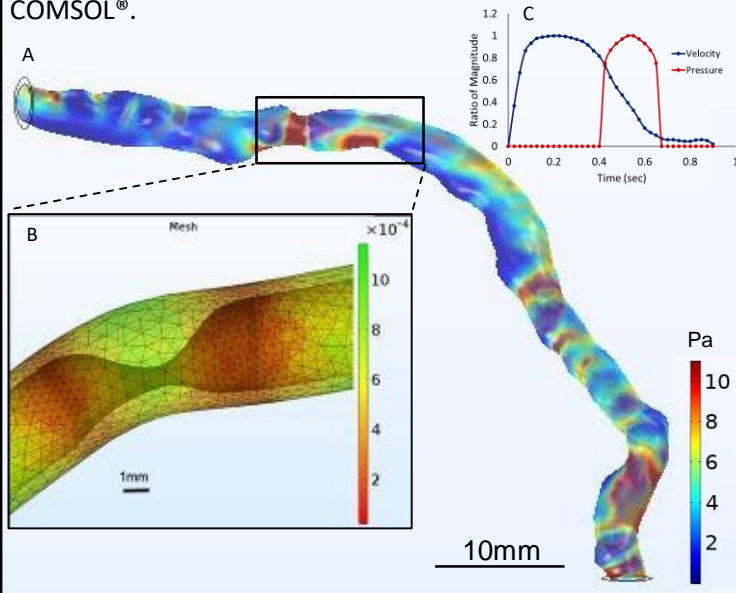 COMSOL®.
A
C
1.2
1
0.8
0.6
0.4
0.2
0
Ratio of Magnitude
0 0.2 0.4 0.6 0.8 1
Time (sec)
Velocity
Pressure
B
Mesh
×10⁻⁴
10
8
6
4
2
1mm
Pa
10
8
6
4
2
10mm